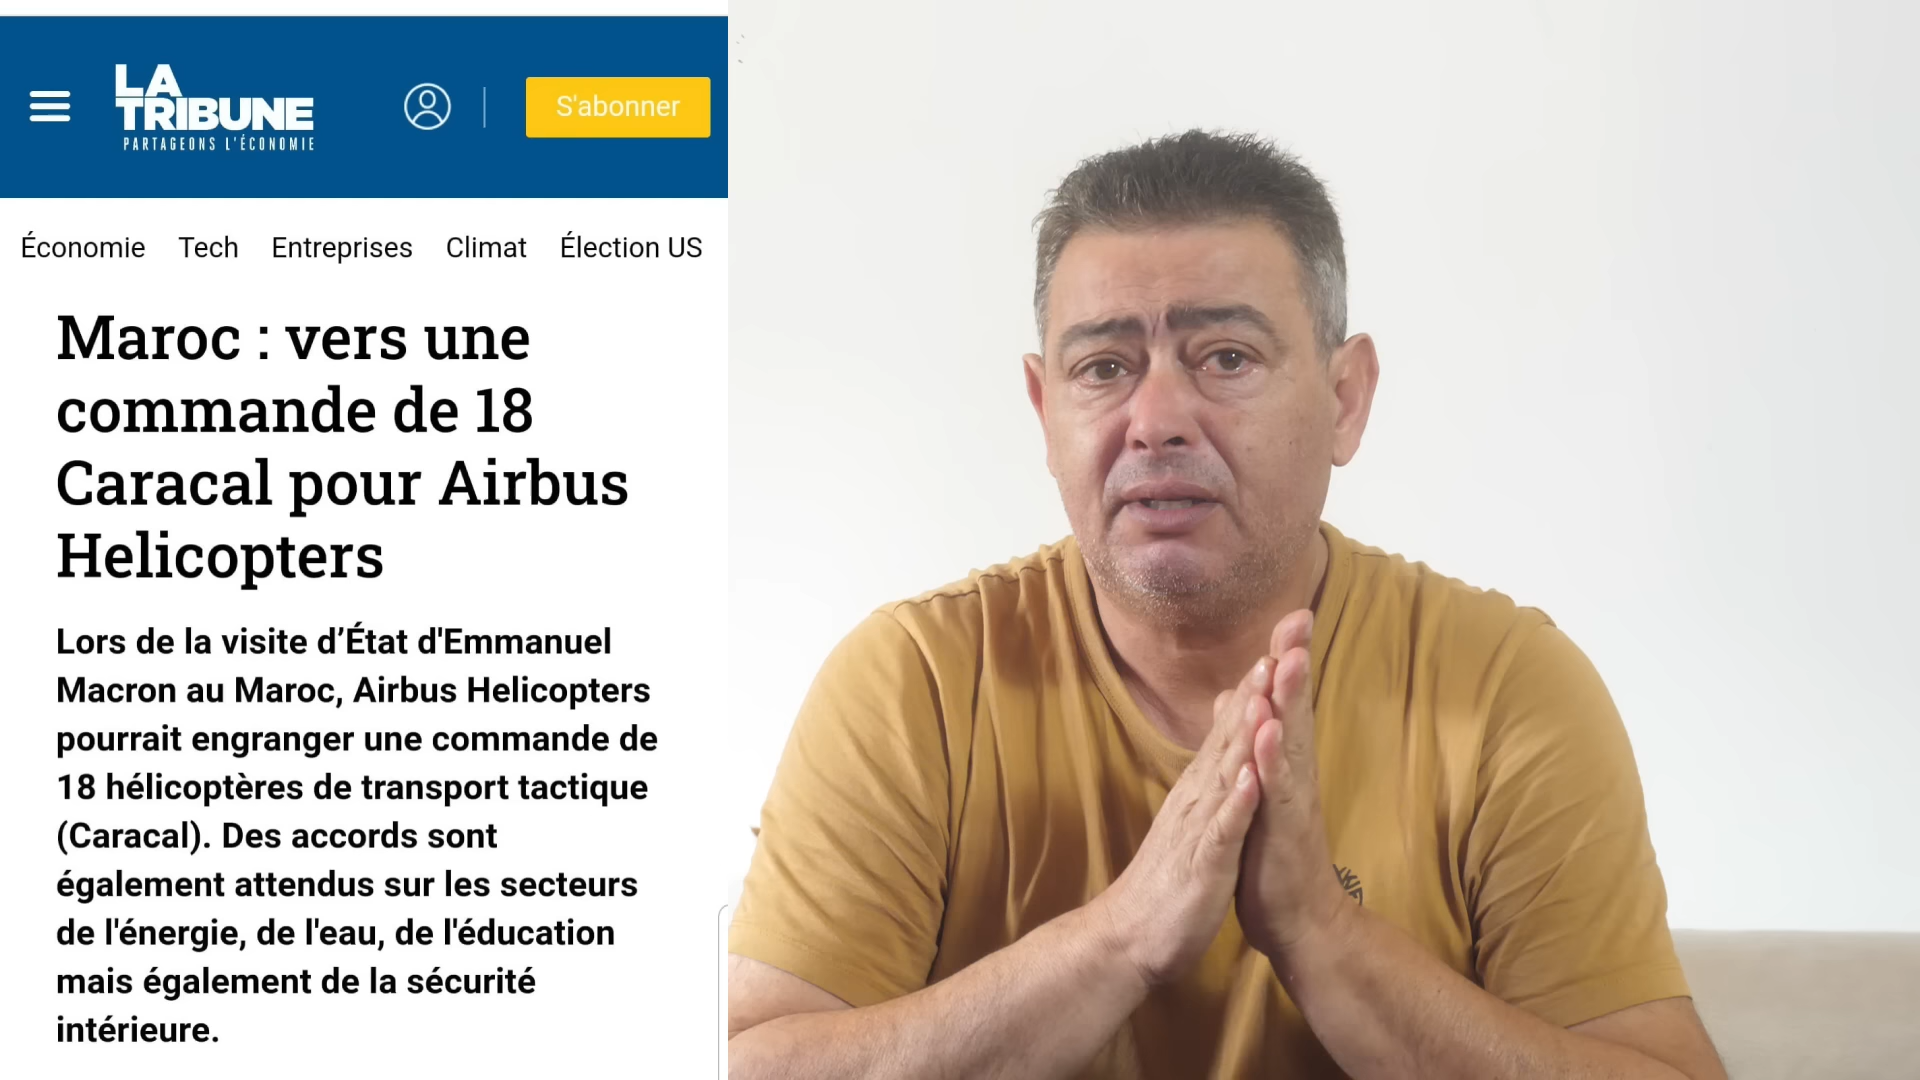 LA
TRIBUNE
PARTAGEONS L'ÉCONOMIE
S'abonner
Économie Tech Entreprises Climat Élection US
Maroc : vers une
commande de 18
Caracal pour Airbus
Helicopters
Lors de la visite d’État d'Emmanuel
Macron au Maroc, Airbus Helicopters
pourrait engranger une commande de
18 hélicoptères de transport tactique
(Caracal). Des accords sont
également attendus sur les secteurs
de l'énergie, de l'eau, de l'éducation
mais également de la sécurité
intérieure.